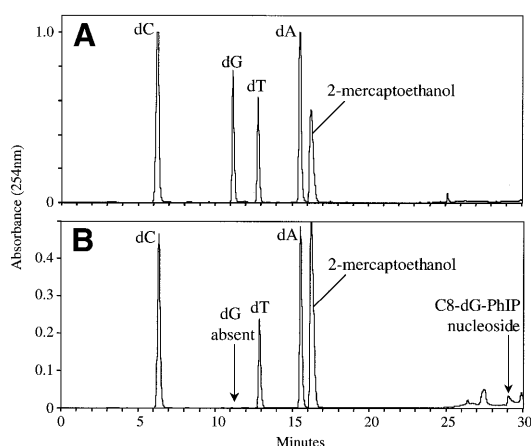 A
dC
dG
dT
dA
2-mercaptoethanol
1.0
0
Absorbance (254nm)
B
dC
dG
absent
dT
dA
2-mercaptoethanol
C8-dG-PhIP
nucleoside
0.4
0.3
0.2
0.1
0
0 5 10 15 20 25 30
Minutes